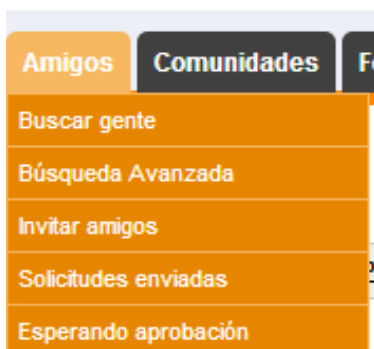 Amigos Comunidades
Buscar gente
Búsqueda Avanzada
Invitar amigos
Solicitudes enviadas
Esperando aprobación